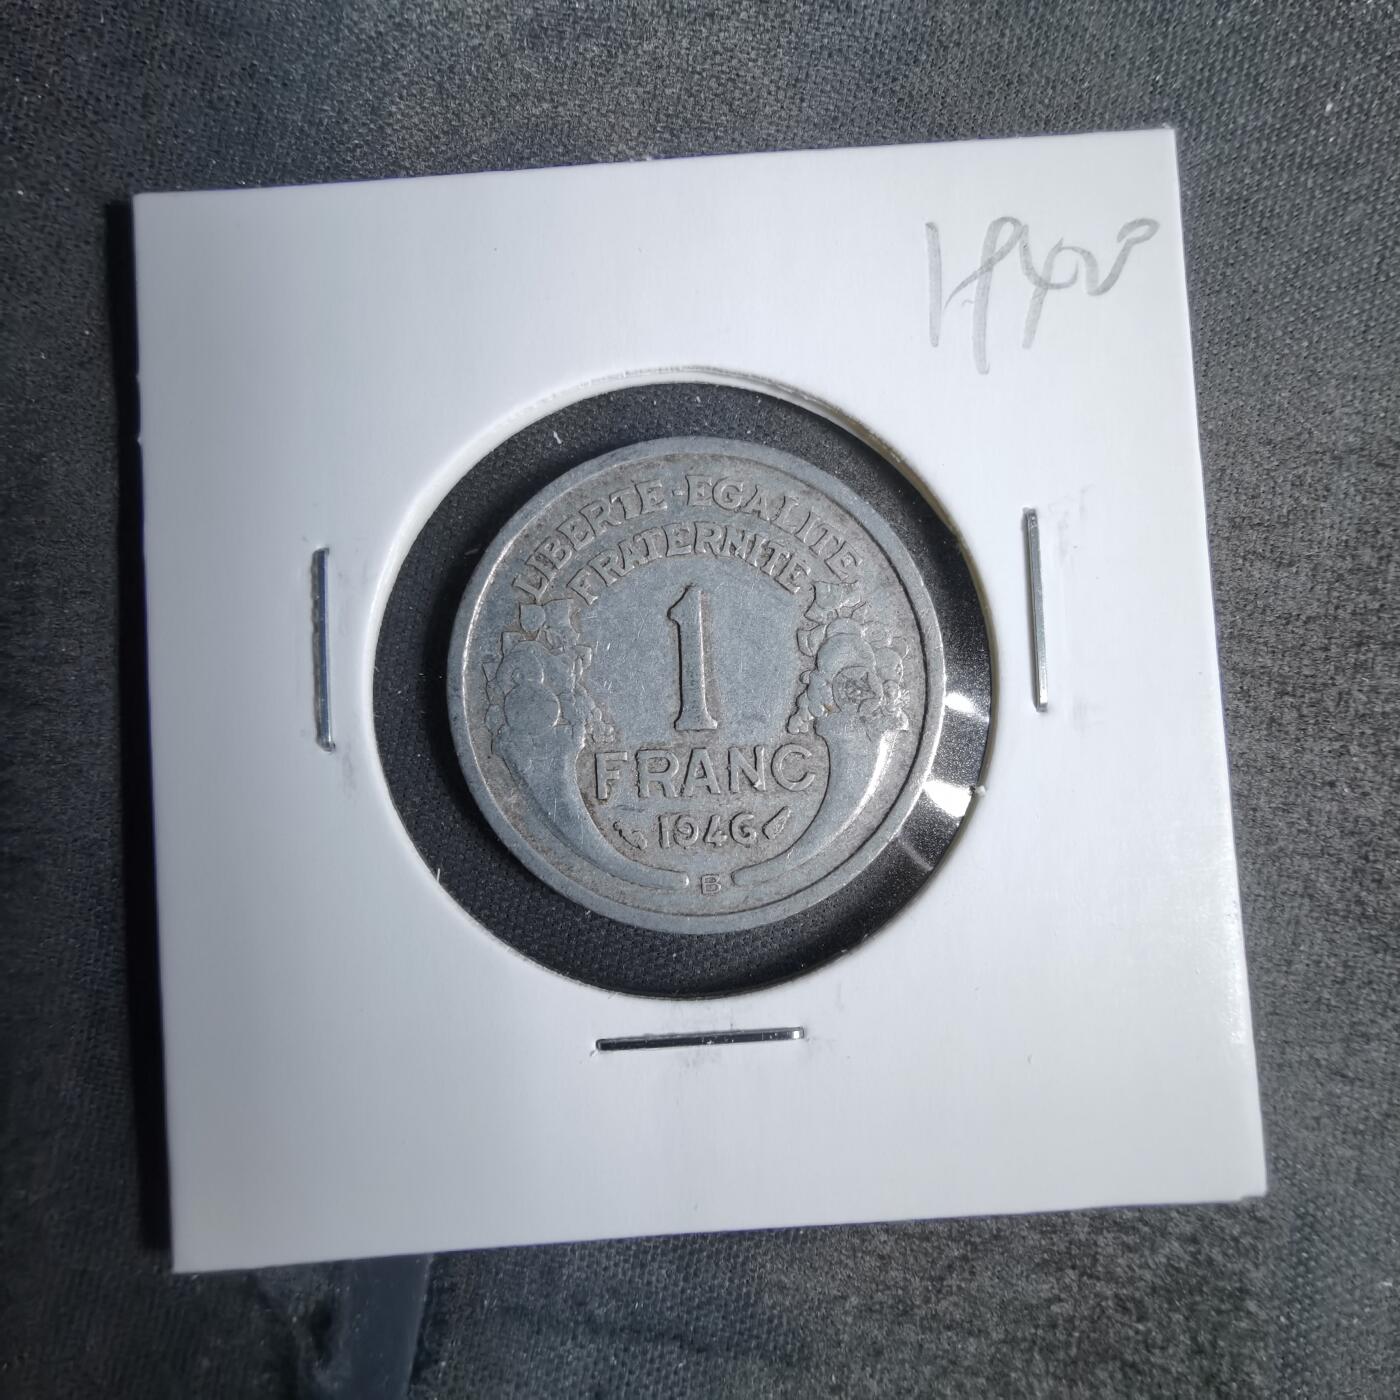 LIBERTE·EGALITE
FRATERNITE
1
FRANC
1946
B